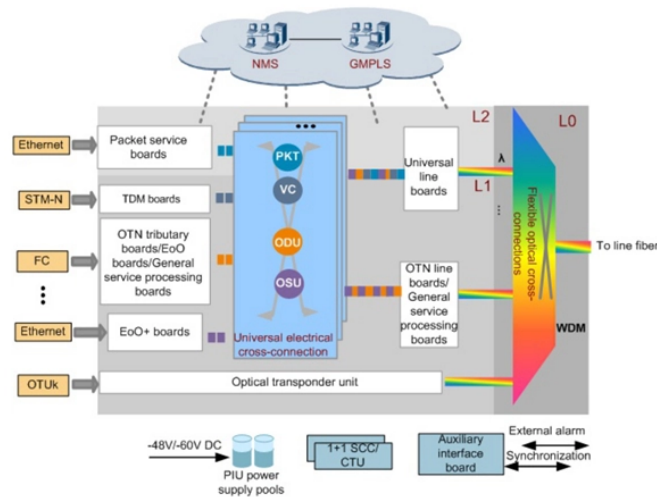 NMS
GMPLS
L2
L0
Ethernet
Packet service
boards
PKT
Universal
line
boards
λ
L1
...
STM-N
TDM boards
VC
FC
OTN tributary
boards/EoO
boards/General
service processing
boards
ODU
OSU
OTN line
boards/
General
service
processing
boards
Flexible optical cross-
connections
To line fiber
Ethernet
EoO+ boards
Universal electrical
cross-connection
WDM
OTUk
Optical transponder unit
-48V/-60V DC
PIU power
supply pools
1+1 SCC/
CTU
Auxiliary
interface
board
External alarm
Synchronization